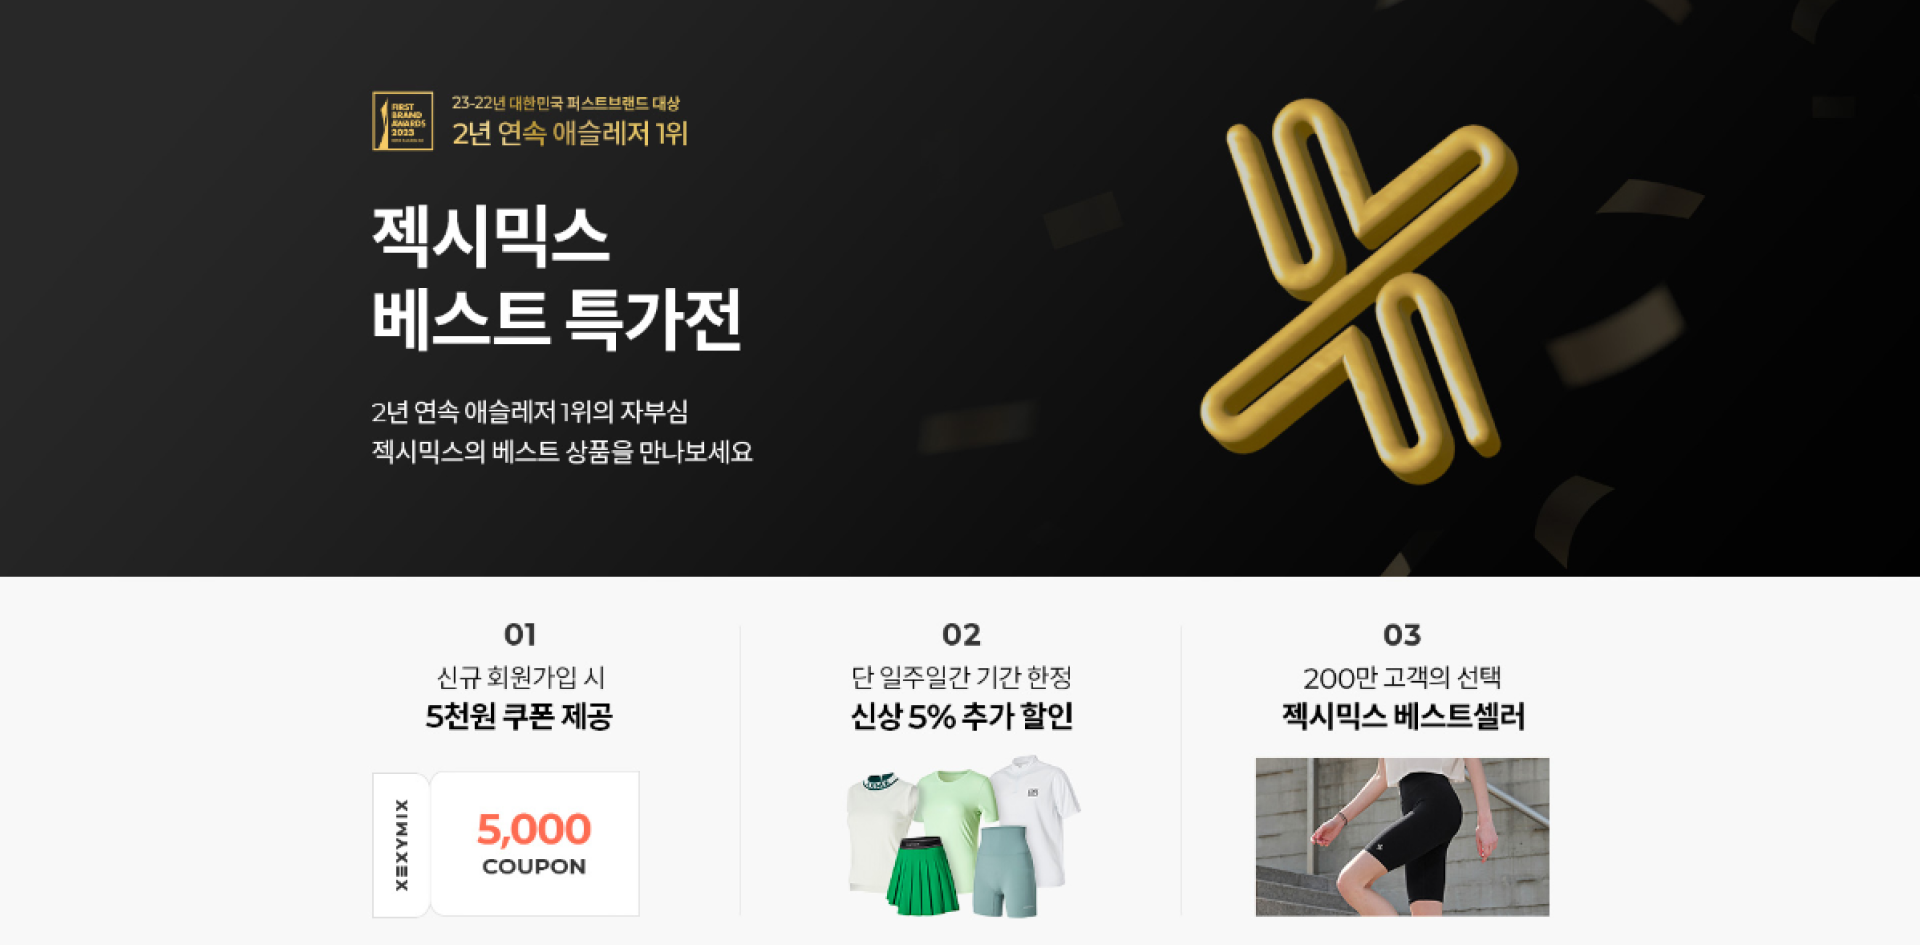 FIRST
BRAND
AWARDS
2023
23-22년 대한민국 퍼스트브랜드 대상
2년 연속 애슬레저 1위
젝시믹스
베스트 특가전
2년 연속 애슬레저 1위의 자부심
젝시믹스의 베스트 상품을 만나보세요
01
신규 회원가입 시
5천원 쿠폰 제공
XEXYMIX
5,000
COUPON
02
단 일주일간 기간 한정
신상 5% 추가 할인
03
200만 고객의 선택
젝시믹스 베스트셀러